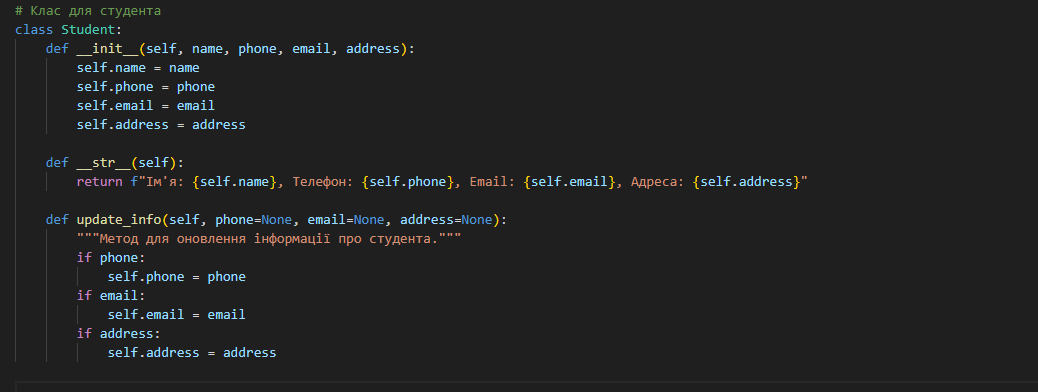 # Клас для студента
class Student:
    def __init__(self, name, phone, email, address):
        self.name = name
        self.phone = phone
        self.email = email
        self.address = address
    def __str__(self):
        return f"Ім'я: {self.name}, Телефон: {self.phone}, Email: {self.email}, Адреса: {self.address}"
    def update_info(self, phone=None, email=None, address=None):
        """Метод для оновлення інформації про студента."""
        if phone:
            self.phone = phone
        if email:
            self.email = email
        if address:
            self.address = address